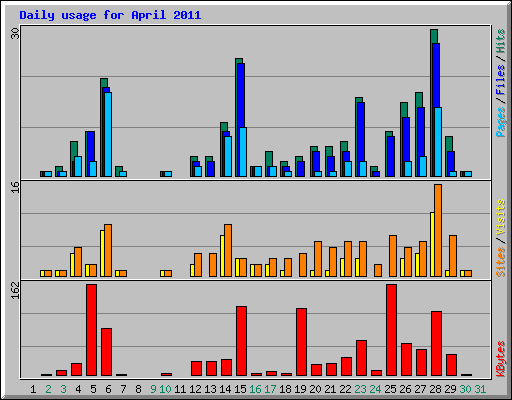 Daily usage for April 2011
30
Pages / Files / Hits
16
Sites / Visits
162
KBytes
1 2 3 4 5 6 7 8 9 10 11 12 13 14 15 16 17 18 19 20 21 22 23 24 25 26 27 28 29 30 31